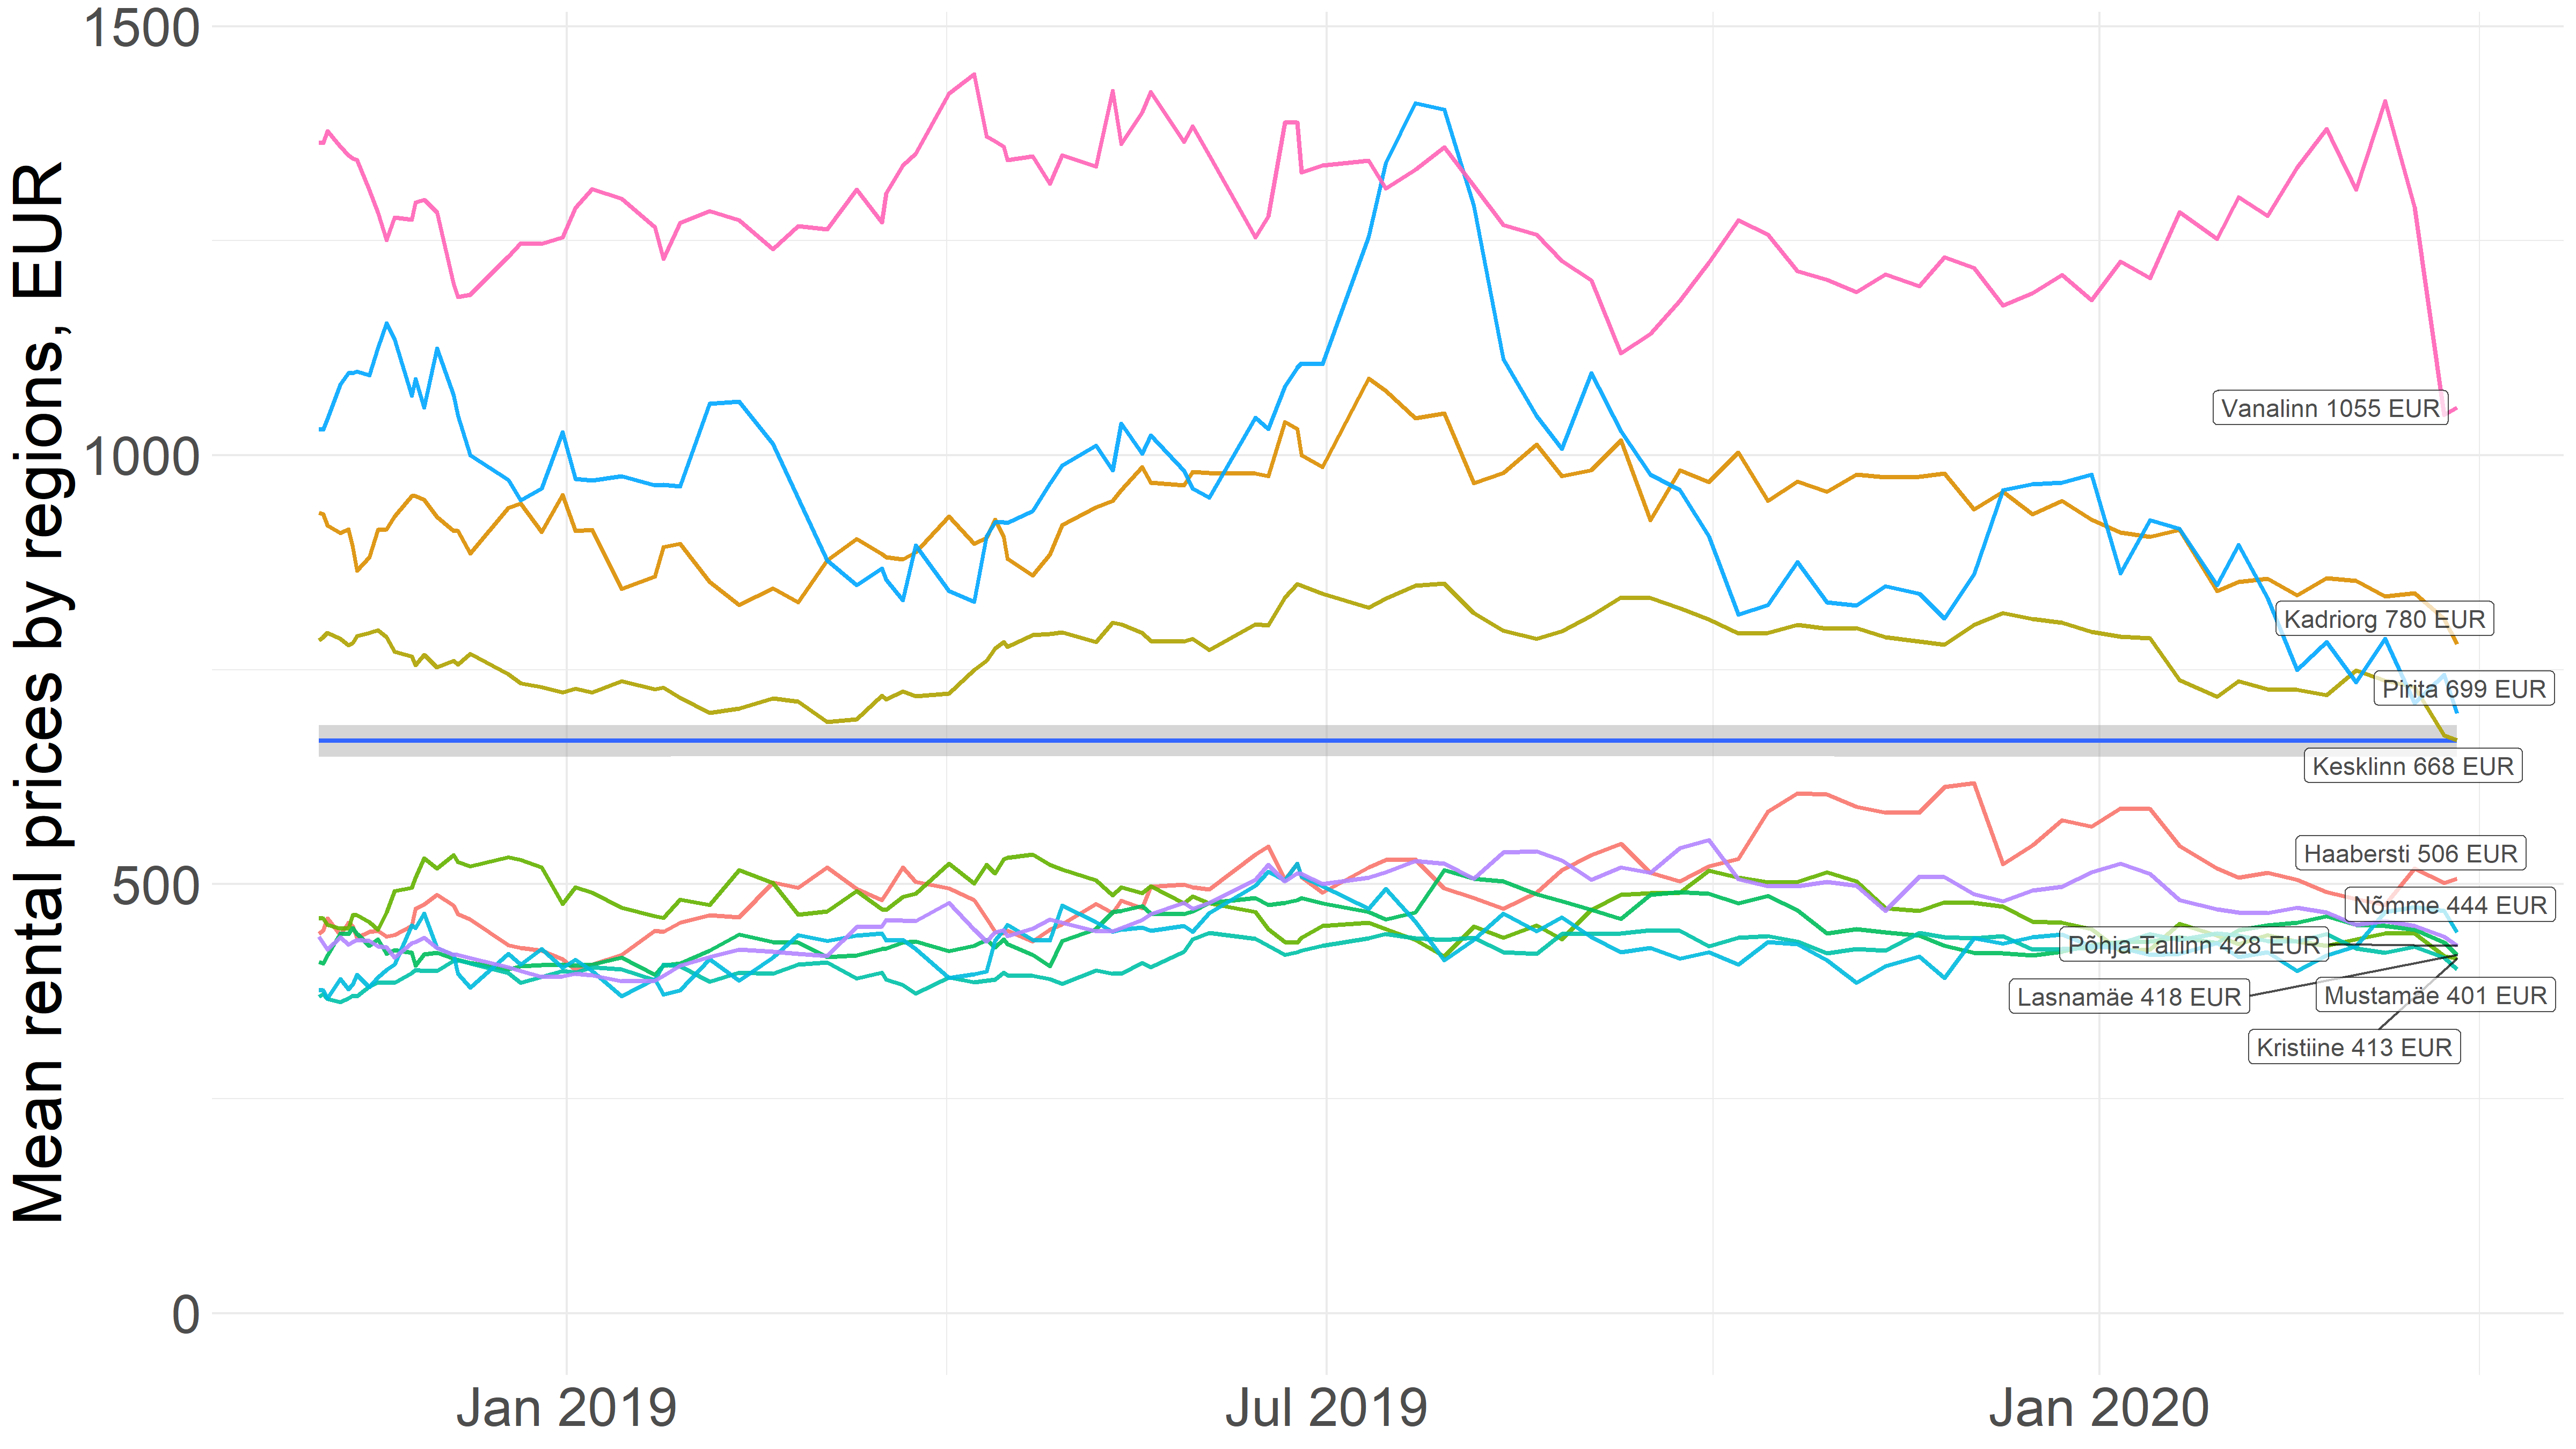 Mean rental prices by regions, EUR
1500
1000
500
0
Vanalinn 1055 EUR
Kadriorg 780 EUR
Pirita 699 EUR
Kesklinn 668 EUR
Haabersti 506 EUR
Nõmme 444 EUR
Põhja-Tallinn 428 EUR
Lasnamäe 418 EUR
Mustamäe 401 EUR
Kristiine 413 EUR
Jan 2019
Jul 2019
Jan 2020